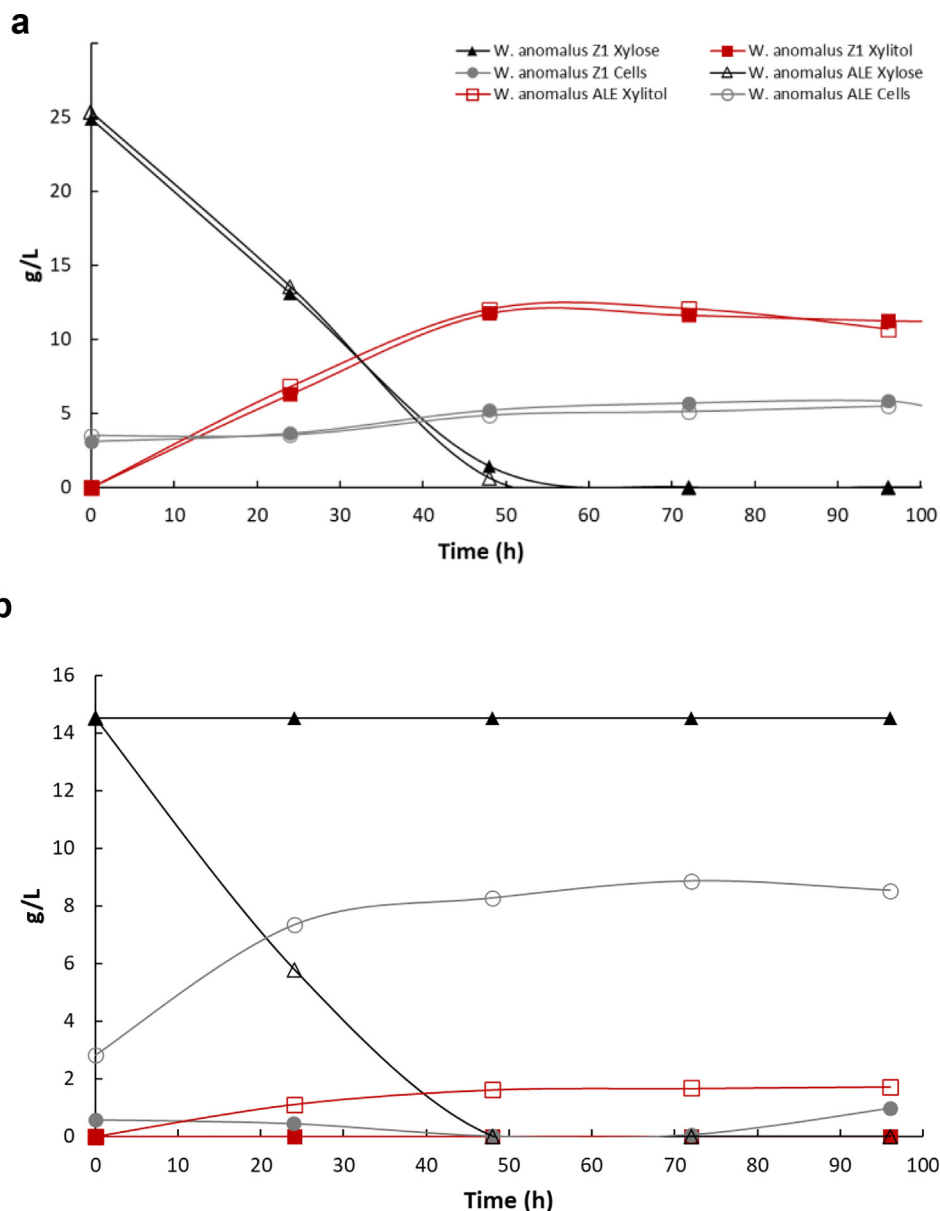 a
W. anomalus Z1 Xylose
W. anomalus Z1 Xylitol
W. anomalus Z1 Cells
W. anomalus ALE Xylose
W. anomalus ALE Xylitol
W. anomalus ALE Cells
25
20
15
10
5
0
g/L
0 10 20 30 40 50 60 70 80 90 100
Time (h)
b
16
14
12
10
8
6
4
2
0
g/L
0 10 20 30 40 50 60 70 80 90 100
Time (h)